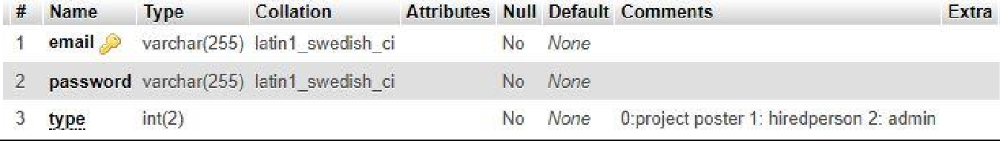 # Name Type Collation Attributes Null Default Comments Extra
1 email varchar(255) latin1_swedish_ci No None
2 password varchar(255) latin1_swedish_ci No None
3 type int(2) No None 0:project poster 1: hiredperson 2: admin